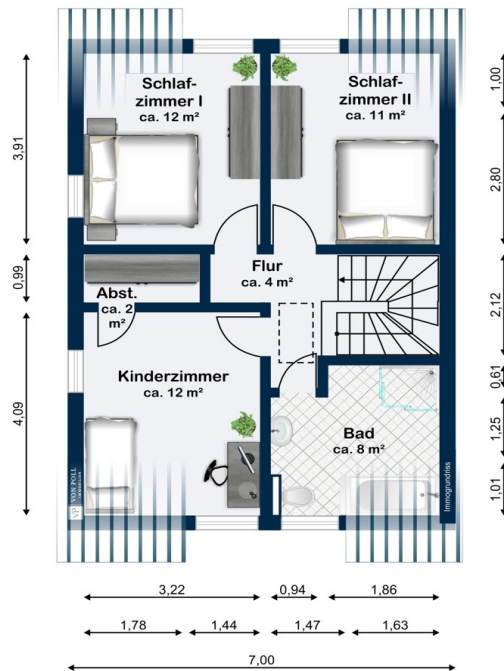 Schlaf-
zimmer I
ca. 12 m²
Schlaf-
zimmer II
ca. 11 m²
Flur
ca. 4 m²
Abst.
ca. 2
m²
Kinderzimmer
ca. 12 m²
Bad
ca. 8 m²
3,91
0,99
4,09
1,00
2,80
2,12
0,61
1,25
1,01
VP VON POLL
IMMOBILIEN
Immogrundriss
3,22
0,94
1,86
1,78
1,44
1,47
1,63
7,00